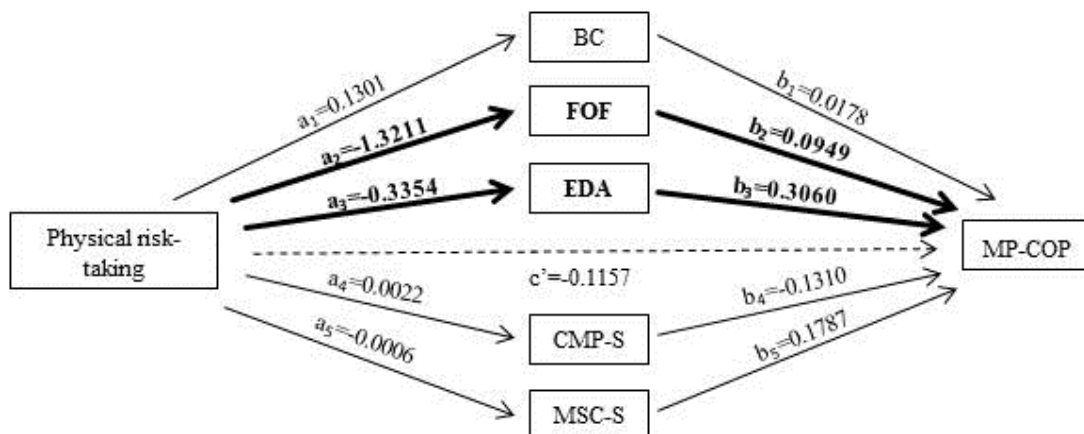 BC
a₁=0.1301
b₁=0.0178
FOF
a₂=-1.3211
b₂=0.0949
EDA
a₃=-0.3354
b₃=0.3060
Physical risk-
taking
MP-COP
c’=-0.1157
a₄=0.0022
b₄=-0.1310
CMP-S
a₅=-0.0006
b₅=0.1787
MSC-S